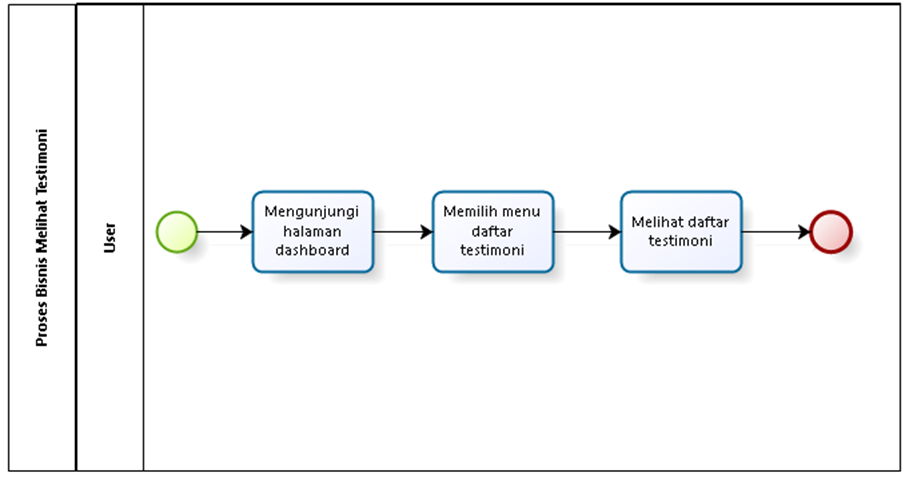 Proses Bisnis Melihat Testimoni
User
Mengunjungi
halaman
dashboard
Memilih menu
daftar
testimoni
Melihat daftar
testimoni